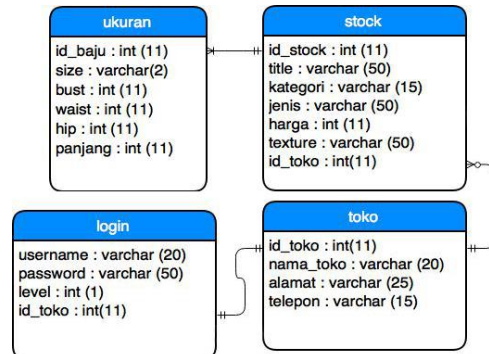 ukuran
id_baju : int (11)
size : varchar(2)
bust : int (11)
waist : int (11)
hip : int (11)
panjang : int (11)
stock
id_stock : int (11)
title : varchar (50)
kategori : varchar (15)
jenis : varchar (50)
harga : int (11)
texture : varchar (50)
id_toko : int(11)
login
username : varchar (20)
password : varchar (50)
level : int (1)
id_toko : int(11)
toko
id_toko : int(11)
nama_toko : varchar (20)
alamat : varchar (25)
telepon : varchar (15)